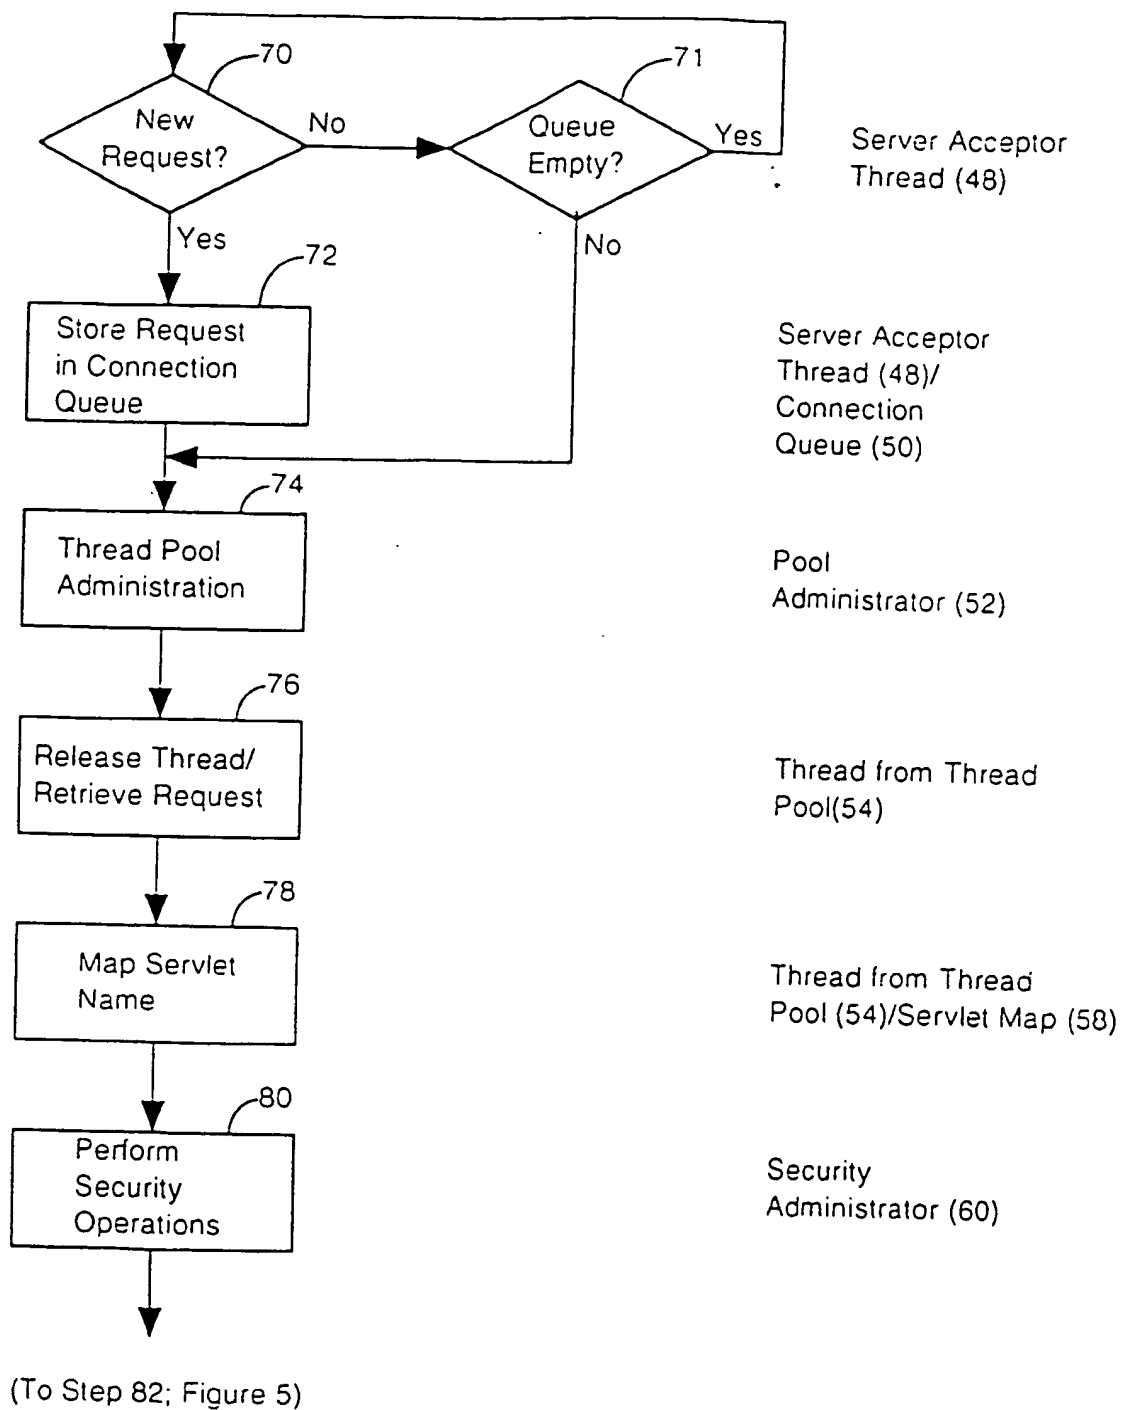 70
71
New
Request?
No
Queue
Empty?
Yes
Server Acceptor
Thread (48)
Yes
No
72
Store Request
in Connection
Queue
Server Acceptor
Thread (48)/
Connection
Queue (50)
74
Thread Pool
Administration
Pool
Administrator (52)
76
Release Thread/
Retrieve Request
Thread from Thread
Pool(54)
78
Map Servlet
Name
Thread from Thread
Pool (54)/Servlet Map (58)
80
Perform
Security
Operations
Security
Administrator (60)
(To Step 82; Figure 5)